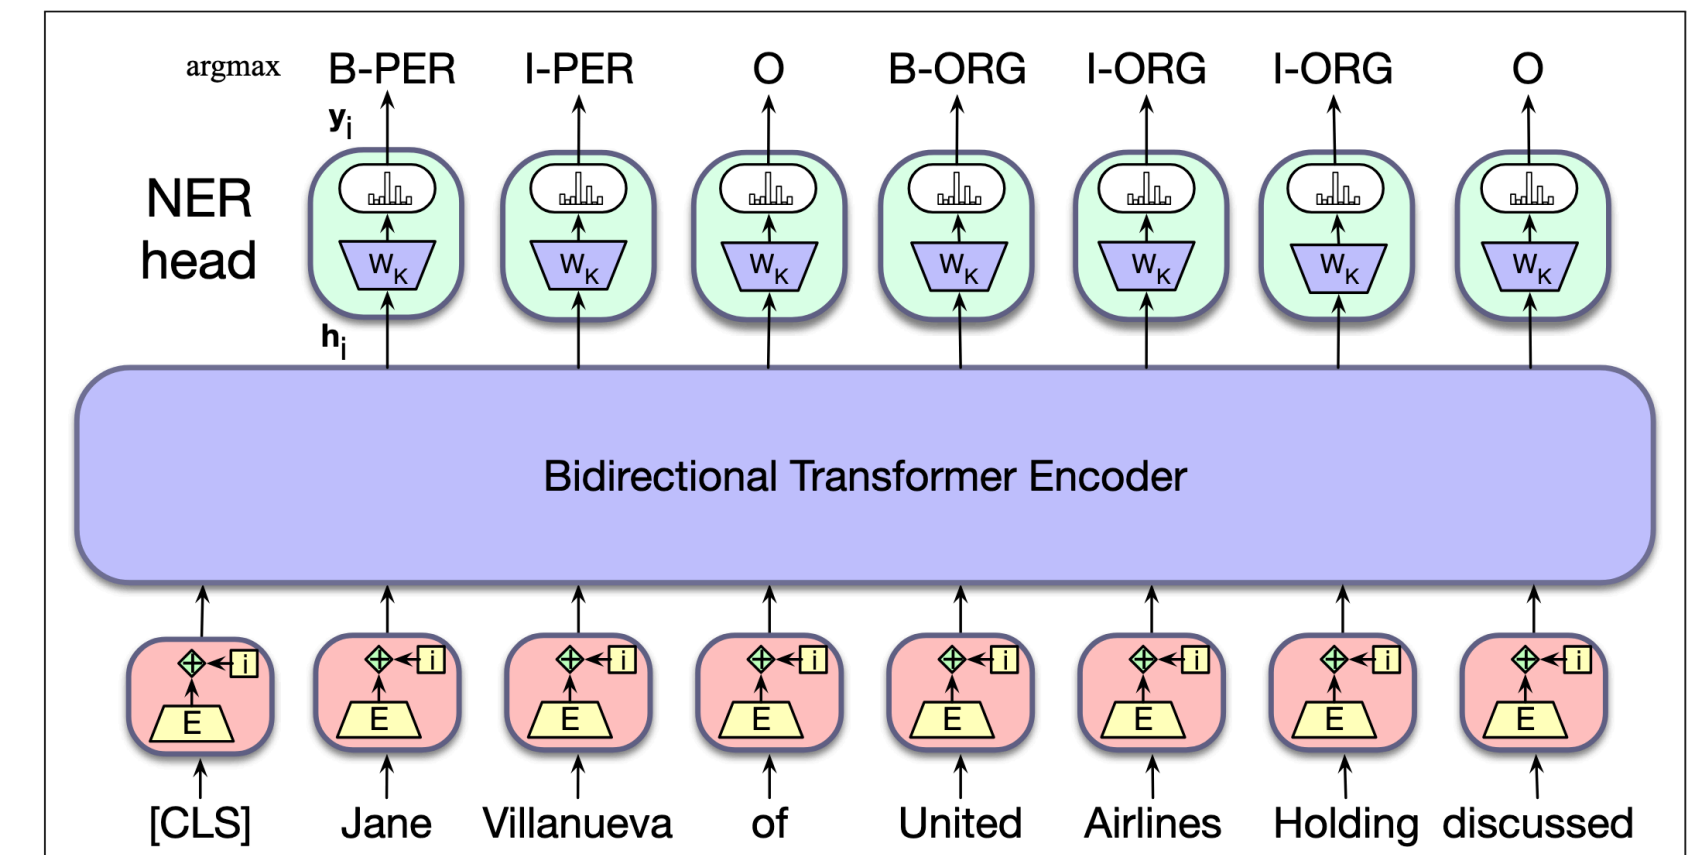 argmax B-PER I-PER O B-ORG I-ORG I-ORG O
yi
NER
head
WK WK WK WK WK WK WK
hi
Bidirectional Transformer Encoder
+ i + i + i + i + i + i + i + i
E E E E E E E E
[CLS] Jane Villanueva of United Airlines Holding discussed